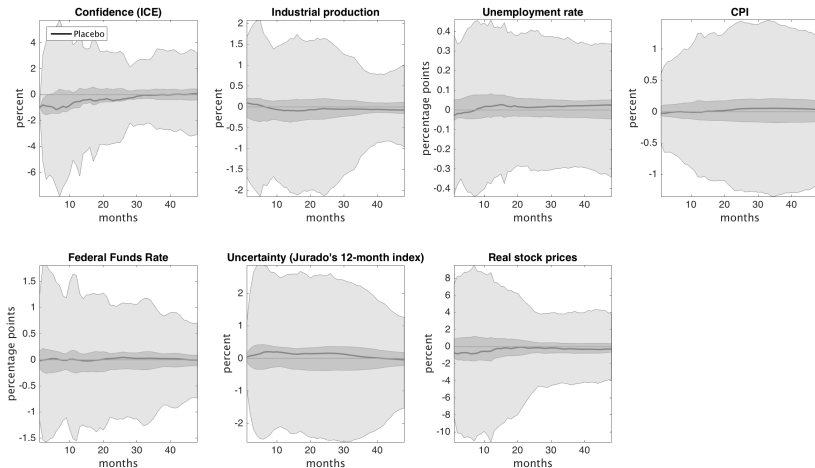 Confidence (ICE)
Placebo
percent
4
2
0
-2
-4
-6
10 20 30 40
months
Industrial production
percent
2
1.5
1
0.5
0
-0.5
-1
-1.5
-2
10 20 30 40
months
Unemployment rate
percentage points
0.4
0.3
0.2
0.1
0
-0.1
-0.2
-0.3
-0.4
10 20 30 40
months
CPI
percent
1
0.5
0
-0.5
-1
10 20 30 40
months
Federal Funds Rate
percentage points
1.5
1
0.5
0
-0.5
-1
-1.5
10 20 30 40
months
Uncertainty (Jurado's 12-month index)
percent
2
1
0
-1
-2
10 20 30 40
months
Real stock prices
percent
8
6
4
2
0
-2
-4
-6
-8
-10
10 20 30 40
months